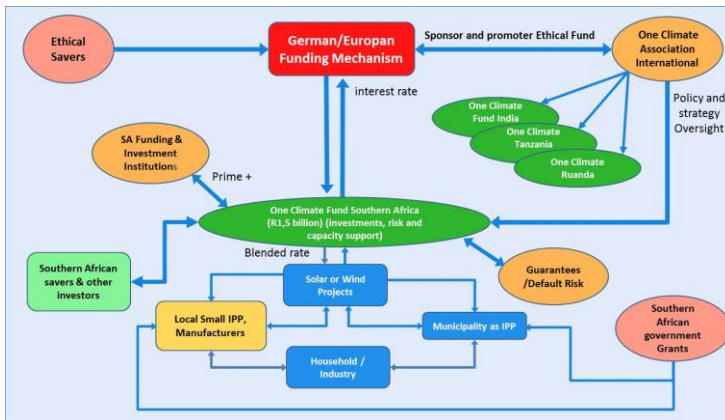 Ethical
Savers
German/Europan
Funding Mechanism
Sponsor and promoter Ethical Fund
One Climate
Association
International
interest rate
Policy and
strategy
Oversight
One Climate
Fund India
One Climate
Tanzania
One Climate
Ruanda
SA Funding &
Investment
Institutions
Prime +
One Climate Fund Southern Africa
(R1,5 billion) (investments, risk and
capacity support)
Blended rate
Southern African
savers & other
investors
Solar or Wind
Projects
Guarantees
/Default Risk
Local Small IPP,
Manufacturers
Municipality as IPP
Southern
African
government
Grants
Household /
Industry